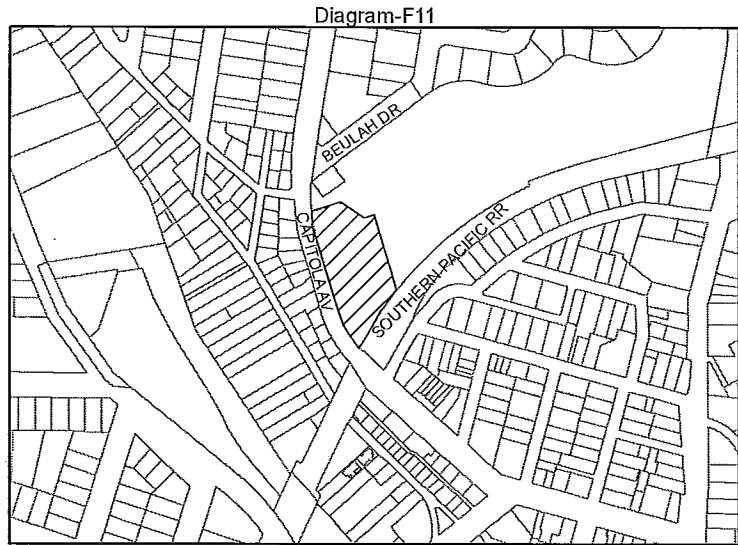 Diagram-F11
BEULAH DR
CAPITOLA AV
SOUTHERN PACIFIC RR